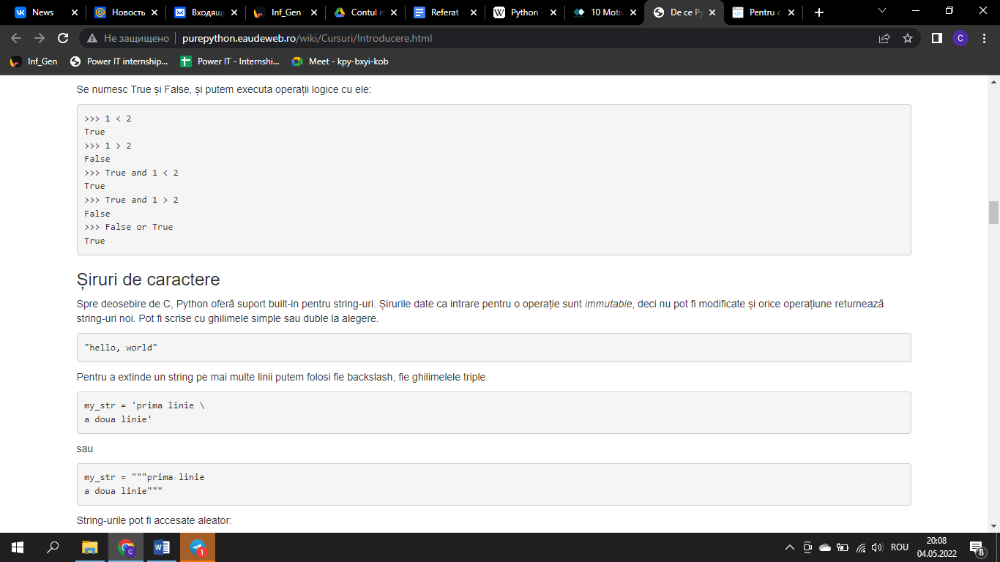 News
Новость
Входящ
Inf_Gen
Contul m
Referat -
Python -
10 Motiv
De ce Py
Pentru c
Не защищено
purepython.eaudeweb.ro/wiki/Cursuri/Introducere.html
C
Inf_Gen
Power IT internship...
Power IT - Internshi...
Meet - kpy-bxyi-kob
Se numesc True și False, și putem executa operații logice cu ele:
>>> 1 < 2
True
>>> 1 > 2
False
>>> True and 1 < 2
True
>>> True and 1 > 2
False
>>> False or True
True
Șiruri de caractere
Spre deosebire de C, Python oferă suport built-in pentru string-uri. Șirurile date ca intrare pentru o operație sunt immutable, deci nu pot fi modificate și orice operațiune returnează
string-uri noi. Pot fi scrise cu ghilimele simple sau duble la alegere.
"hello, world"
Pentru a extinde un string pe mai multe linii putem folosi fie backslash, fie ghilimelele triple.
my_str = 'prima linie \
a doua linie'
sau
my_str = """prima linie
a doua linie"""
String-urile pot fi accesate aleator:
C
1
ROU
20:08
04.05.2022
8